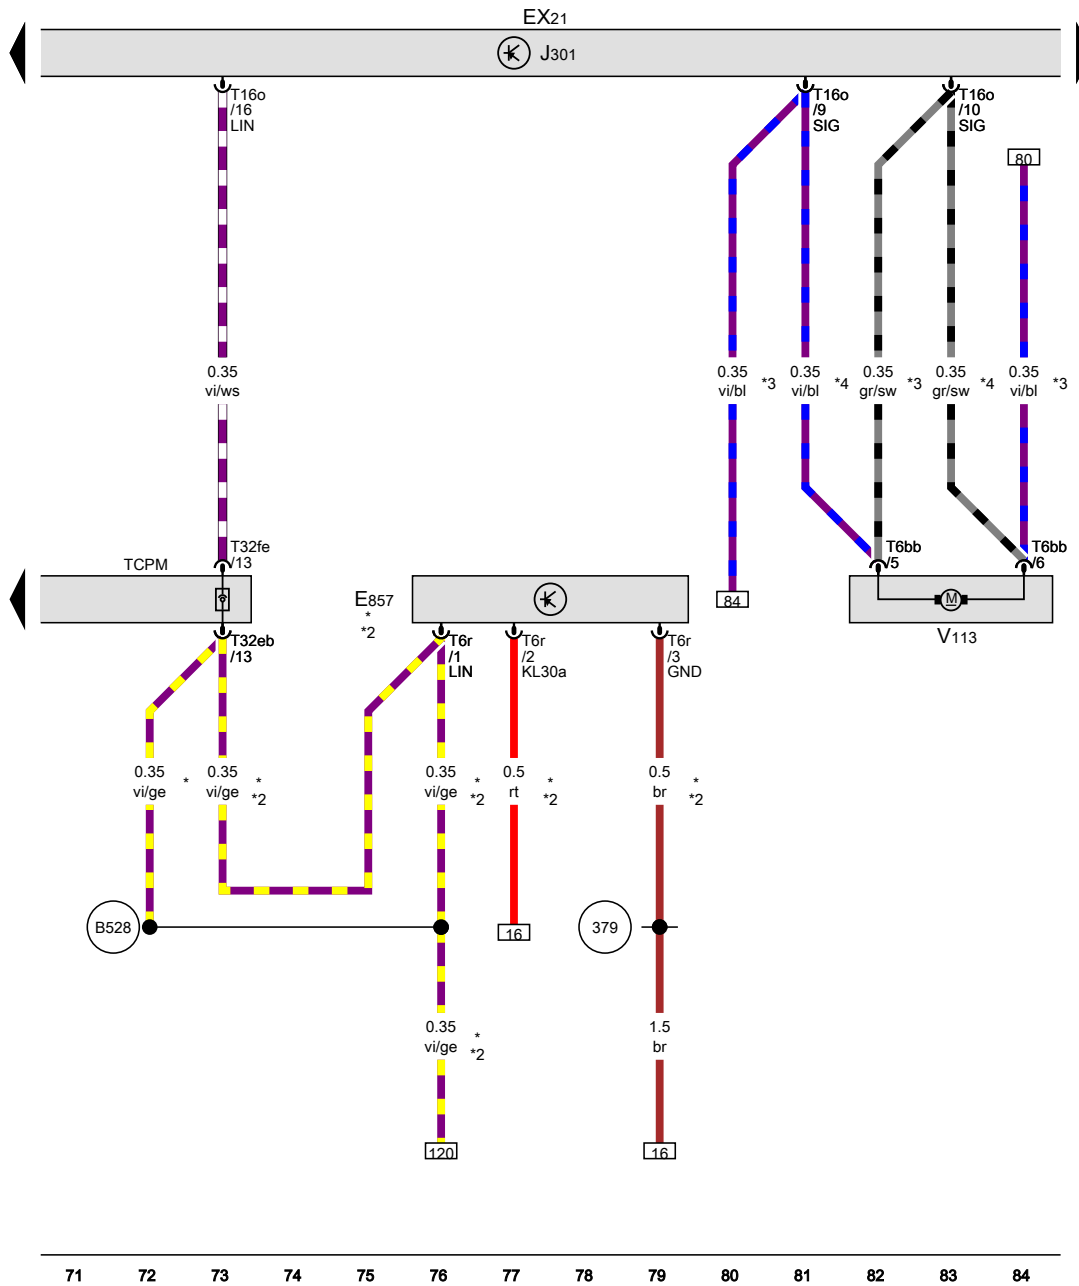 EX21
J301
T16o
/16
LIN
T16o
/9
SIG
T16o
/10
SIG
80
0.35
vi/ws
0.35
vi/bl
*3
0.35
vi/bl
*4
0.35
gr/sw
*3
0.35
gr/sw
*4
0.35
vi/bl
*3
T32fe
/13
T6bb
/5
T6bb
/6
TCPM
E857
*
*2
84
M
V113
T32eb
/13
T6r
/1
LIN
T6r
/2
KL30a
T6r
/3
GND
0.35
vi/ge
*
0.35
vi/ge
*
*2
0.35
vi/ge
*
*2
0.5
rt
*
*2
0.5
br
*
*2
B528
16
379
0.35
vi/ge
*
*2
1.5
br
120
16
71 72 73 74 75 76 77 78 79 80 81 82 83 84